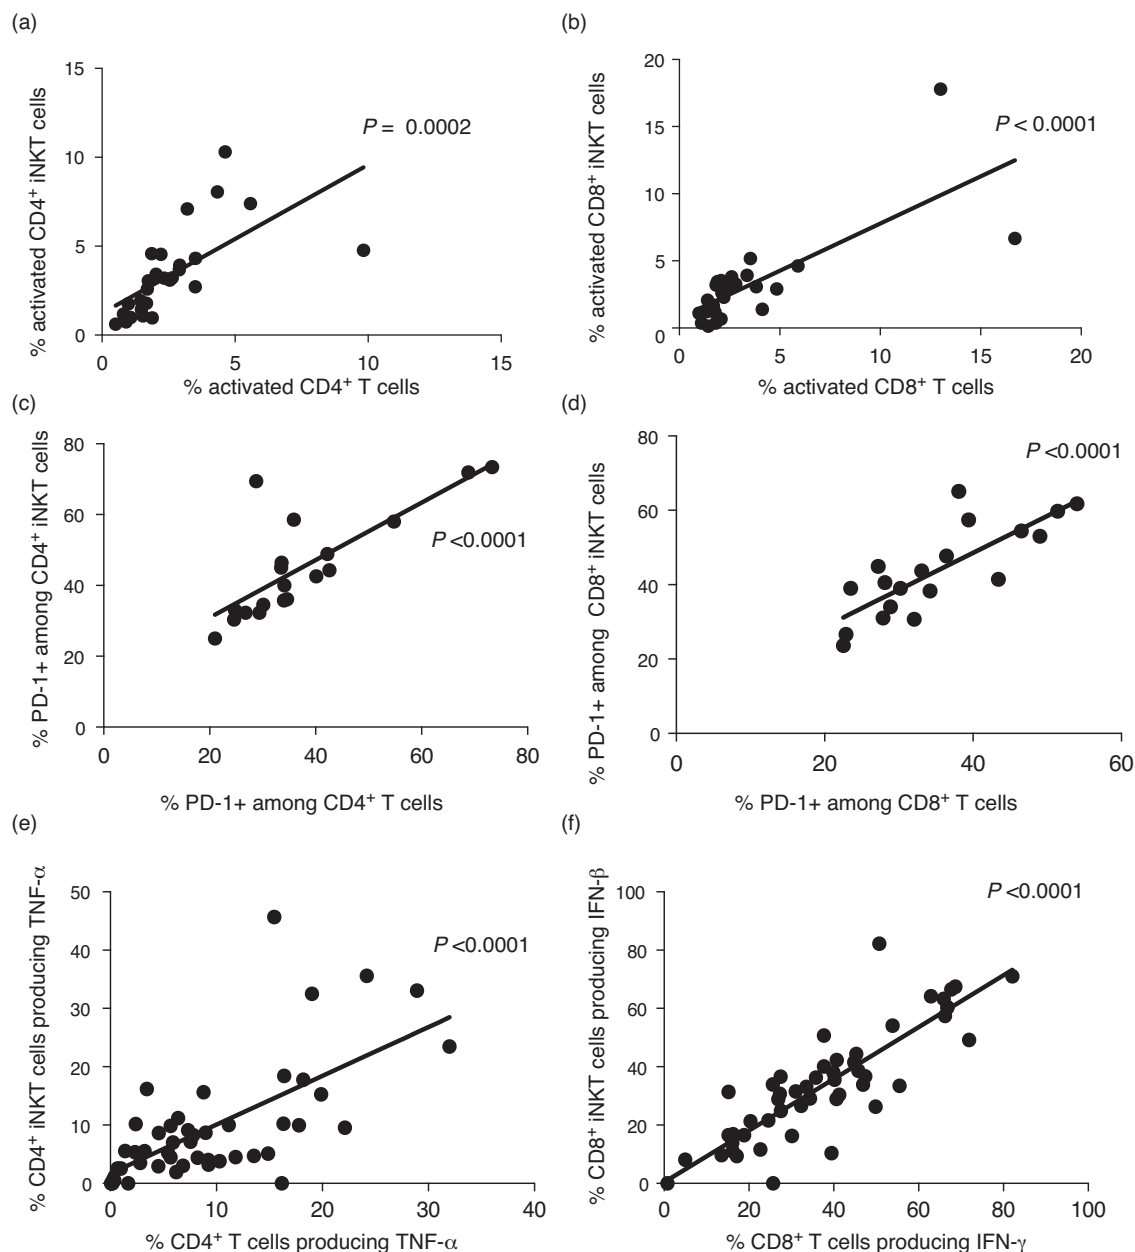 (a)
15
10
5
0
0
5
10
15
% activated CD4⁺ iNKT cells
P = 0.0002
% activated CD4⁺ T cells
(b)
20
15
10
5
0
0
5
10
15
20
% activated CD8⁺ iNKT cells
P < 0.0001
% activated CD8⁺ T cells
(c)
80
60
40
20
0
0
20
40
60
80
% PD-1+ among CD4⁺ iNKT cells
P <0.0001
% PD-1+ among CD4⁺ T cells
(d)
80
60
40
20
0
0
20
40
60
% PD-1+ among CD8⁺ iNKT cells
P <0.0001
% PD-1+ among CD8⁺ T cells
(e)
50
40
30
20
10
0
0
10
20
30
40
% CD4⁺ iNKT cells producing TNF-α
P <0.0001
% CD4⁺ T cells producing TNF-α
(f)
100
80
60
40
20
0
0
20
40
60
80
100
% CD8⁺ iNKT cells producing IFN-β
P <0.0001
% CD8⁺ T cells producing IFN-γ